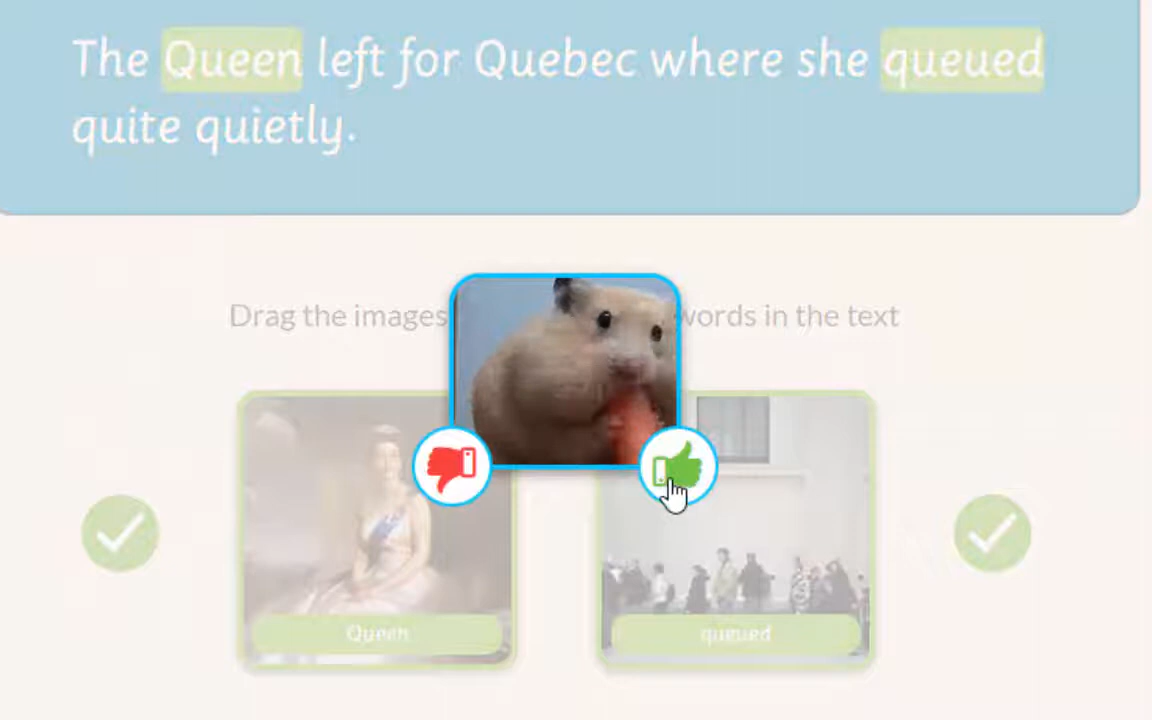 The Queen left for Quebec where she queued
quite quietly.
Drag the images words in the text
Queen
queued